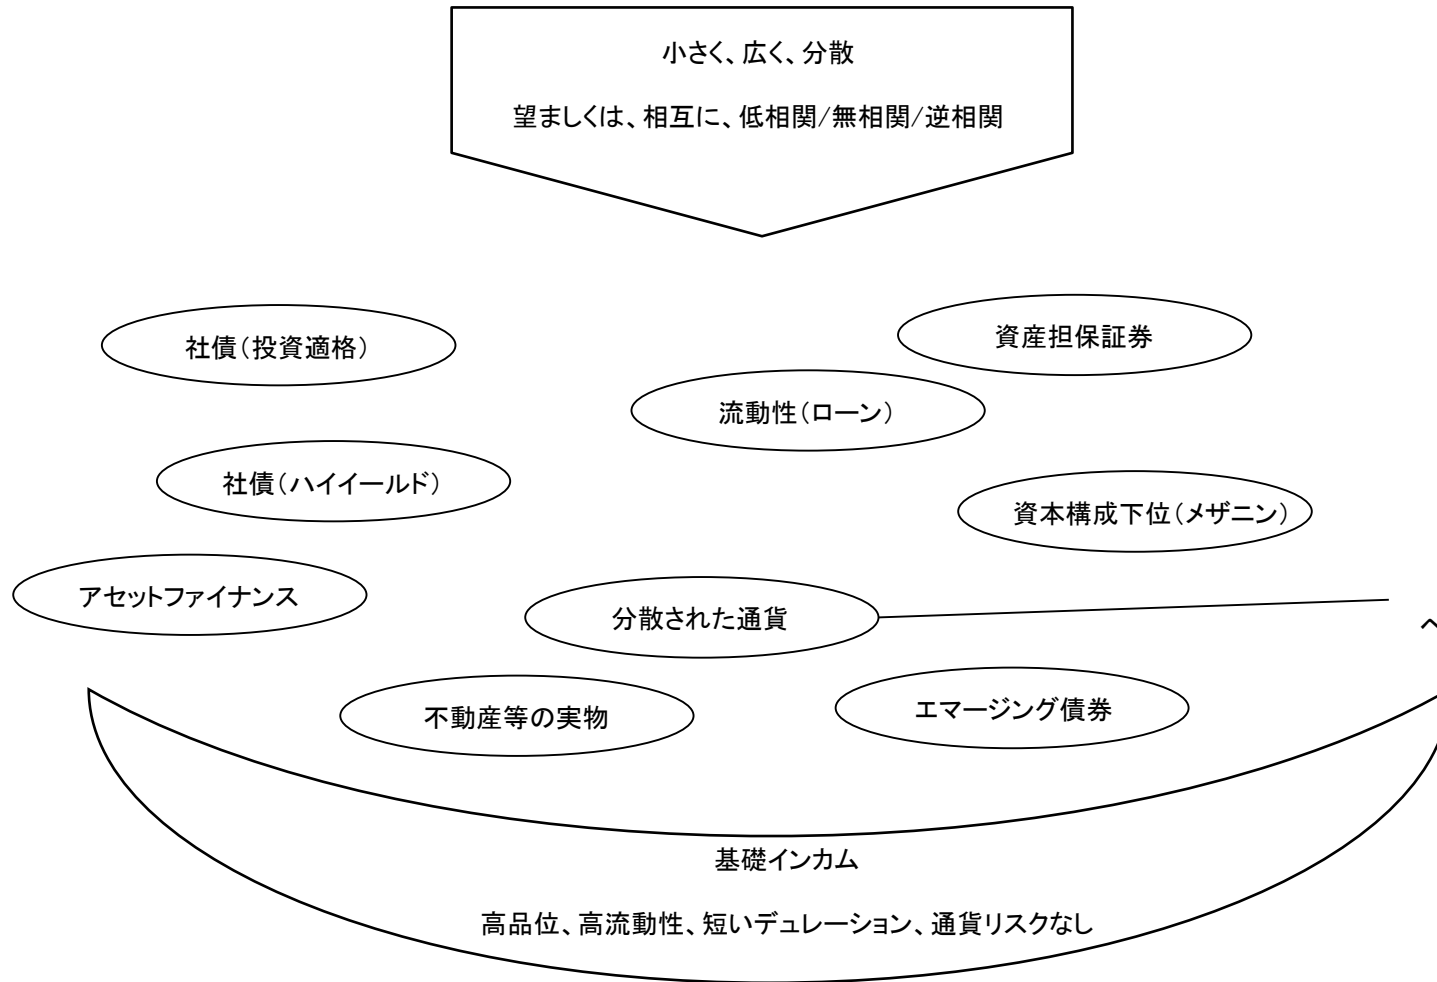 小さく、広く、分散
望ましくは、相互に、低相関/無相関/逆相関
社債（投資適格）
資産担保証券
流動性（ローン）
社債（ハイイールド）
資本構成下位（メザニン）
アセットファイナンス
分散された通貨
不動産等の実物
エマージング債券
基礎インカム
高品位、高流動性、短いデュレーション、通貨リスクなし